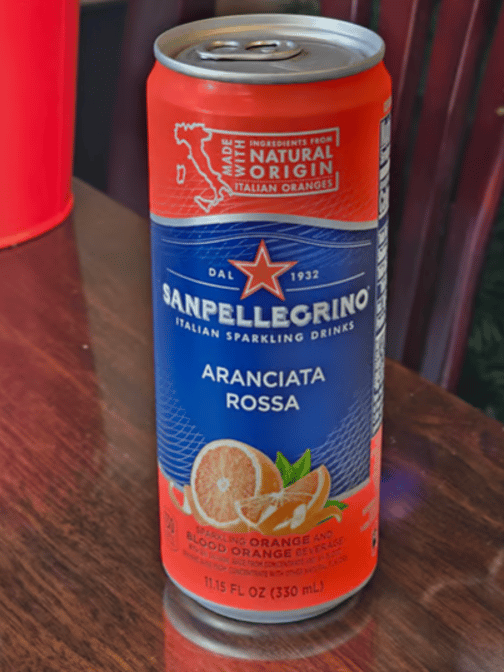 MADE WITH
INGREDIENTS FROM
NATURAL
ORIGIN
ITALIAN ORANGES
DAL 1932
SANPELLEGRINO
ITALIAN SPARKLING DRINKS
ARANCIATA
ROSSA
SPARKLING ORANGE AND
BLOOD ORANGE BEVERAGE
11.15 FL OZ (330 mL)